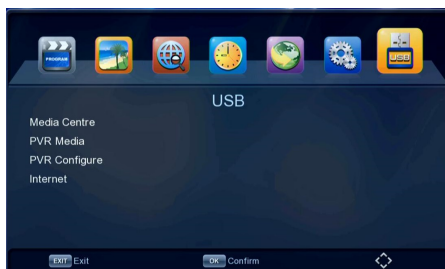 PROGRAM
USB
USB
Media Centre
PVR Media
PVR Configure
Internet
EXIT Exit
OK Confirm